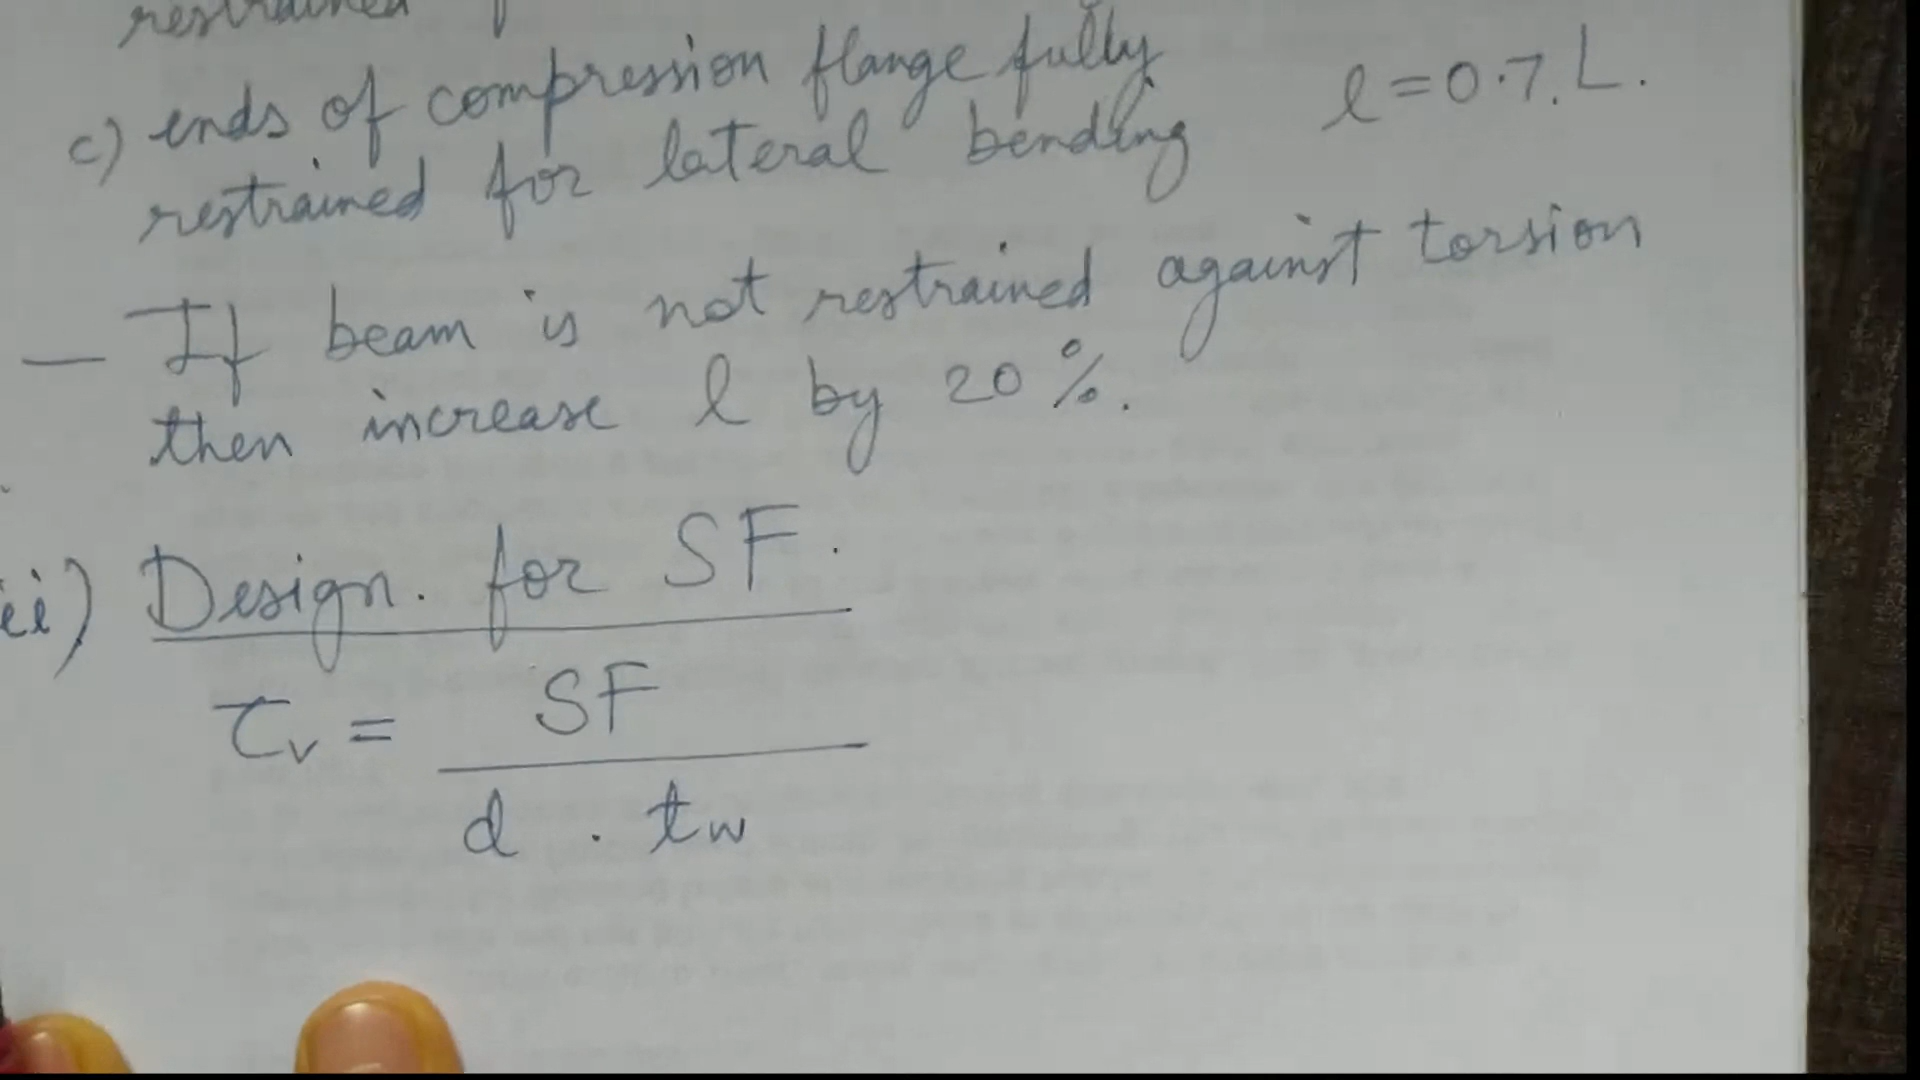 restrained
c) ends of compression flange fully
restrained for lateral bending l = 0.7. L.
— If beam is not restrained against torsion
then increase l by 20%.
ii) Design. for SF.
τv = SF
d . tw